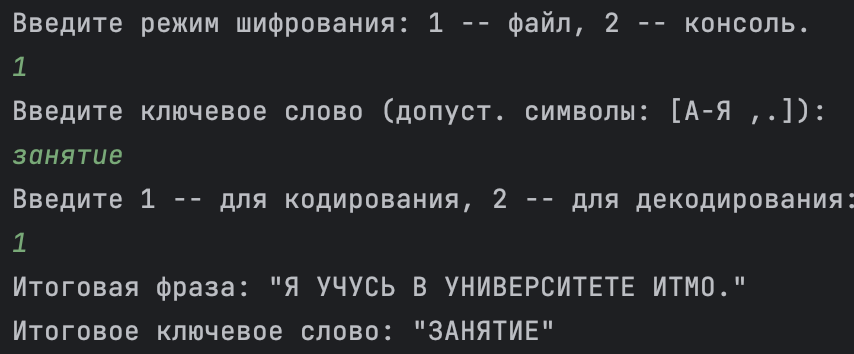 Введите режим шифрования: 1 -- файл, 2 -- консоль.
1
Введите ключевое слово (допуст. символы: [А-Я ,.]):
занятие
Введите 1 -- для кодирования, 2 -- для декодирования:
1
Итоговая фраза: "Я УЧУСЬ В УНИВЕРСИТЕТЕ ИТМО."
Итоговое ключевое слово: "ЗАНЯТИЕ"